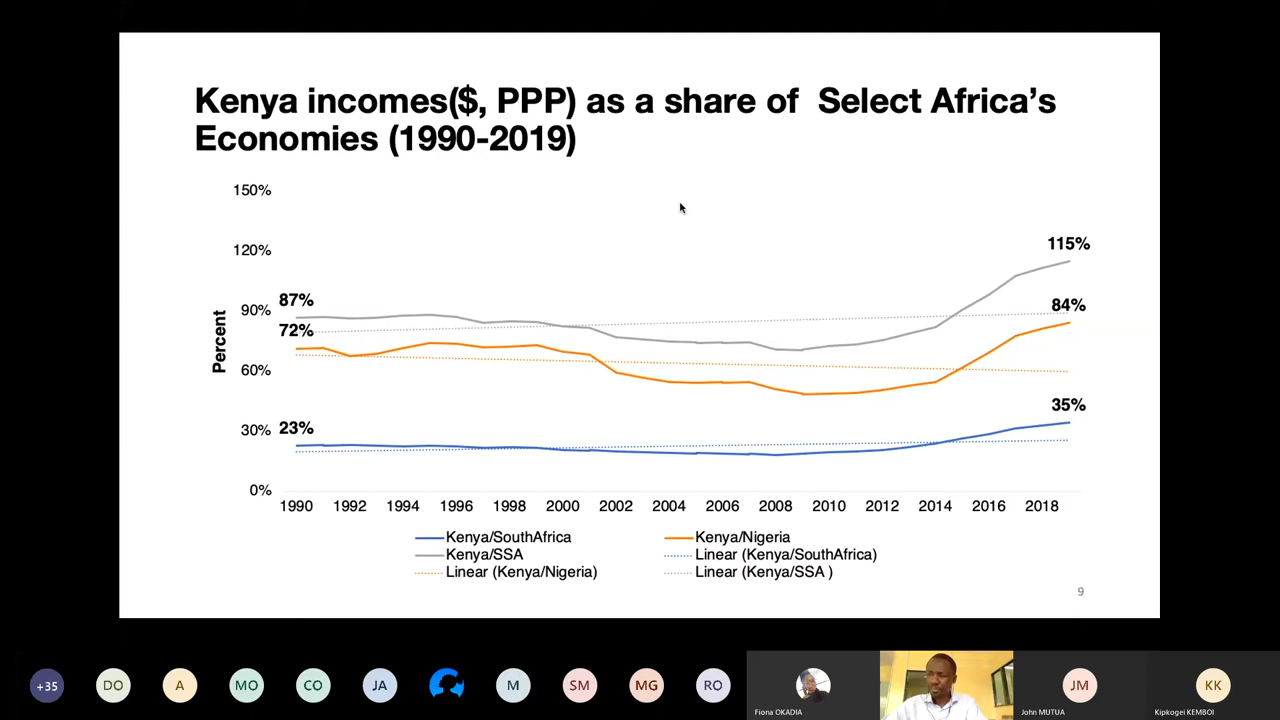 Kenya incomes($, PPP) as a share of  Select Africa's
Economies (1990-2019)
150%
120%
90%
60%
30%
0%
Percent
87%
72%
23%
115%
84%
35%
1990 1992 1994 1996 1998 2000 2002 2004 2006 2008 2010 2012 2014 2016 2018
Kenya/SouthAfrica
Kenya/Nigeria
Kenya/SSA
Linear (Kenya/SouthAfrica)
Linear (Kenya/Nigeria)
Linear (Kenya/SSA )
9
+35 DO A MO CO JA M SM MG RO JM KK
Fiona OKADIA
John MUTUA
Kipkogei KEMBOI